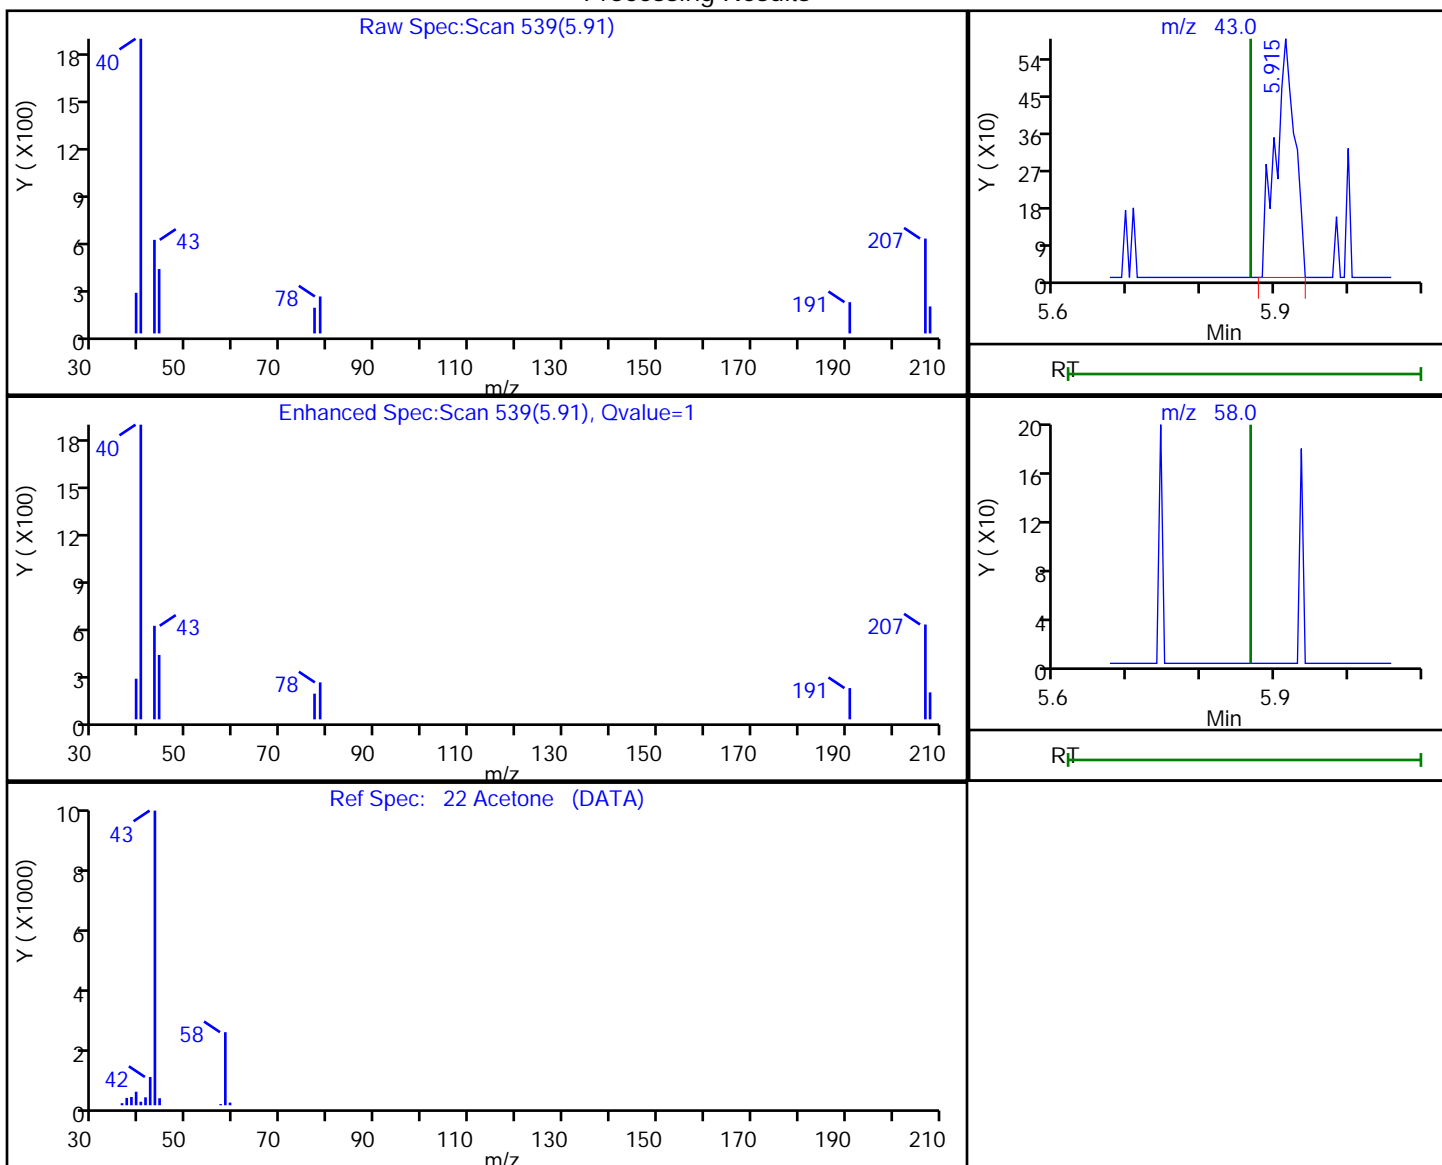 Processing Results
Raw Spec:Scan 539(5.91)
Y ( X100)
18
15
12
9
6
3
0
40
43
78
191
207
30 50 70 90 110 130 150 170 190 210
m/z
m/z 43.0
Y ( X10)
54
45
36
27
18
9
0
5.915
5.6 5.9
Min
RT
Enhanced Spec:Scan 539(5.91), Qvalue=1
Y ( X100)
18
15
12
9
6
3
0
40
43
78
191
207
30 50 70 90 110 130 150 170 190 210
m/z
m/z 58.0
Y ( X10)
20
16
12
8
4
0
5.6 5.9
Min
RT
Ref Spec: 22 Acetone (DATA)
Y ( X1000)
10
8
6
4
2
0
43
58
42
30 50 70 90 110 130 150 170 190 210
m/z